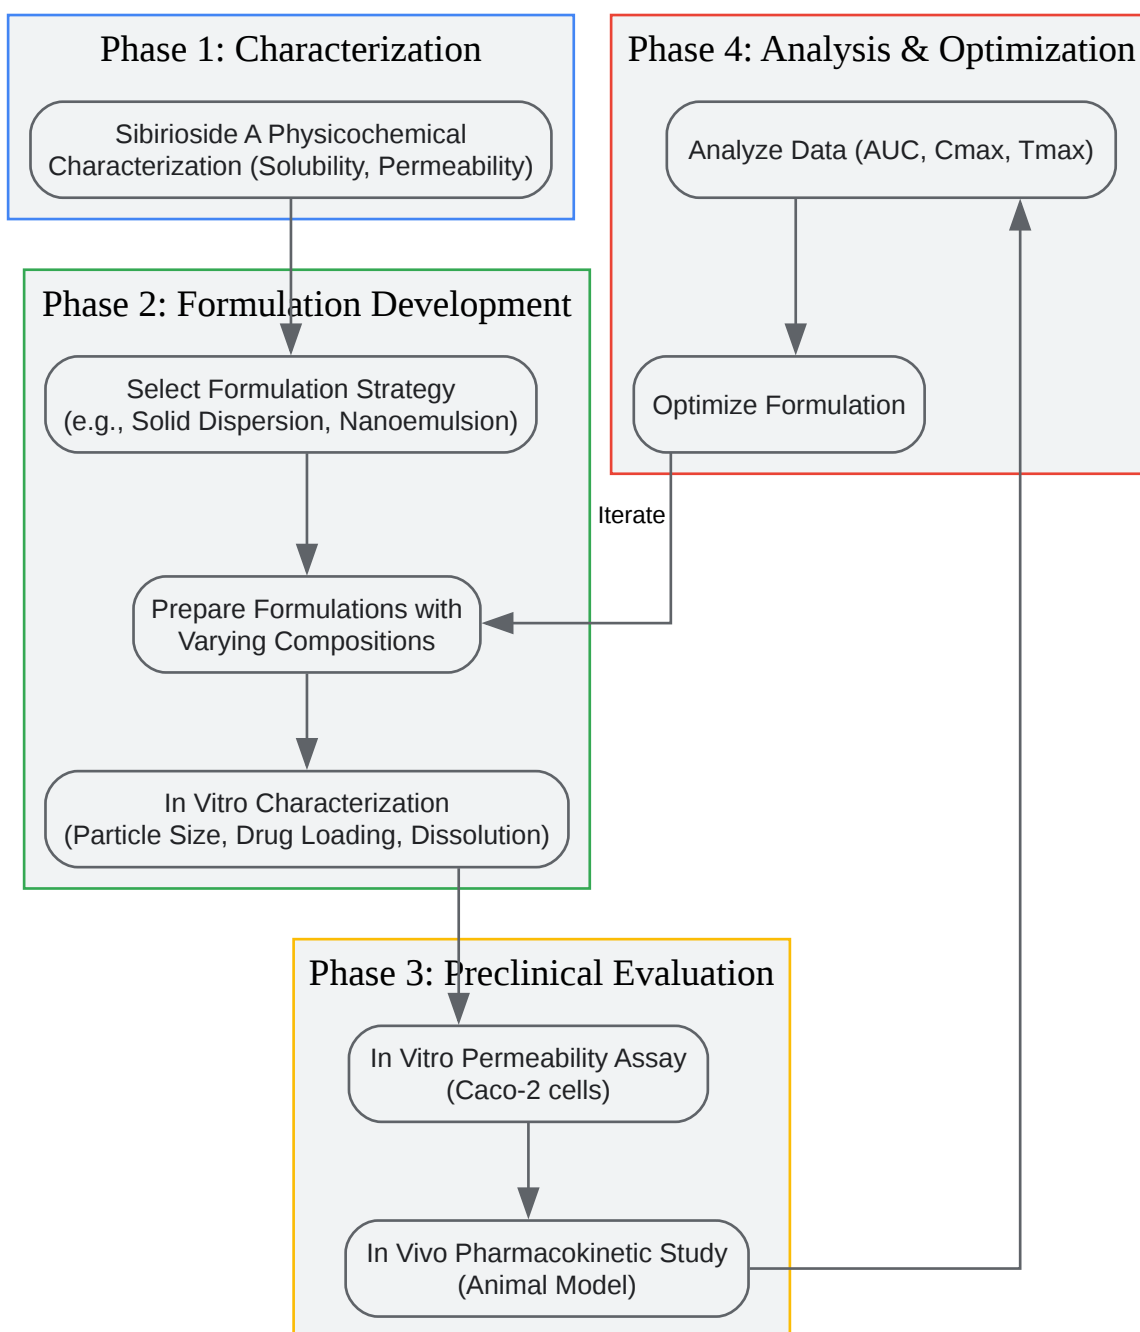 Phase 1: Characterization
Sibirioside A Physicochemical
Characterization (Solubility, Permeability)
Phase 2: Formulation Development
Select Formulation Strategy
(e.g., Solid Dispersion, Nanoemulsion)
Prepare Formulations with
Varying Compositions
In Vitro Characterization
(Particle Size, Drug Loading, Dissolution)
Phase 3: Preclinical Evaluation
In Vitro Permeability Assay
(Caco-2 cells)
In Vivo Pharmacokinetic Study
(Animal Model)
Phase 4: Analysis & Optimization
Analyze Data (AUC, Cmax, Tmax)
Optimize Formulation
Iterate